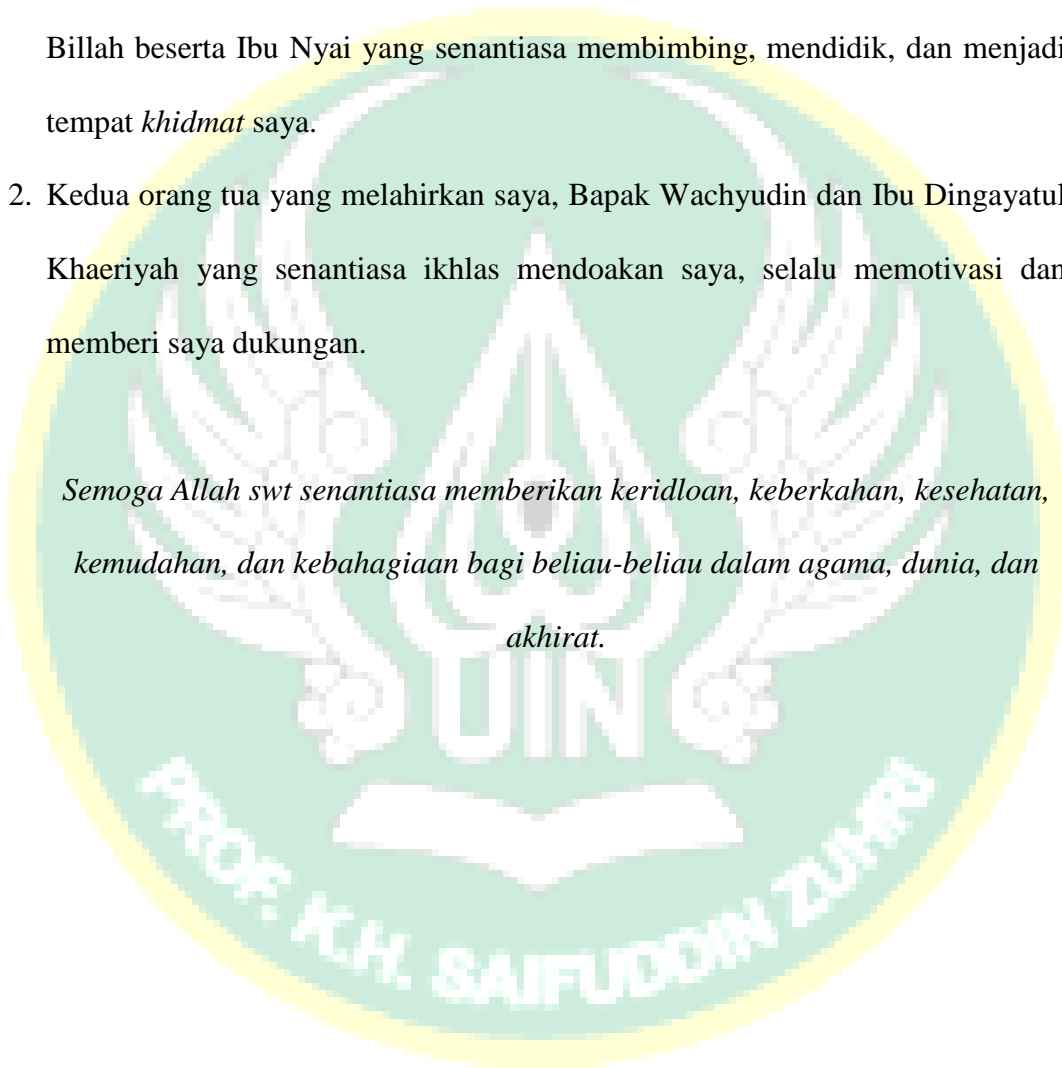 Billah beserta Ibu Nyai yang senantiasa membimbing, mendidik, dan menjadi
tempat khidmat saya.
2. Kedua orang tua yang melahirkan saya, Bapak Wachyudin dan Ibu Dingayatul
Khaeriyah yang senantiasa ikhlas mendoakan saya, selalu memotivasi dan
memberi saya dukungan.
Semoga Allah swt senantiasa memberikan keridloan, keberkahan, kesehatan,
kemudahan, dan kebahagiaan bagi beliau-beliau dalam agama, dunia, dan
akhirat.
UIN
PROF. K.H. SAIFUDDIN ZUHRI